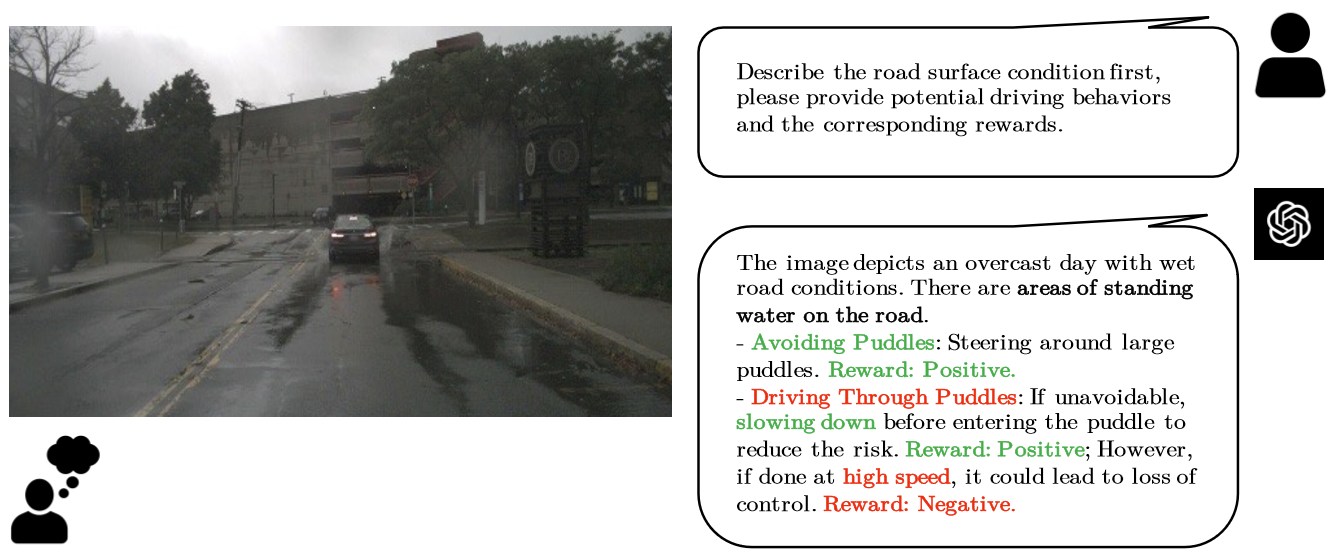 Describe the road surface condition first,
please provide potential driving behaviors
and the corresponding rewards.
The image depicts an overcast day with wet
road conditions. There are areas of standing
water on the road.
- Avoiding Puddles: Steering around large
puddles. Reward: Positive.
- Driving Through Puddles: If unavoidable,
slowing down before entering the puddle to
reduce the risk. Reward: Positive; However,
if done at high speed, it could lead to loss of
control. Reward: Negative.